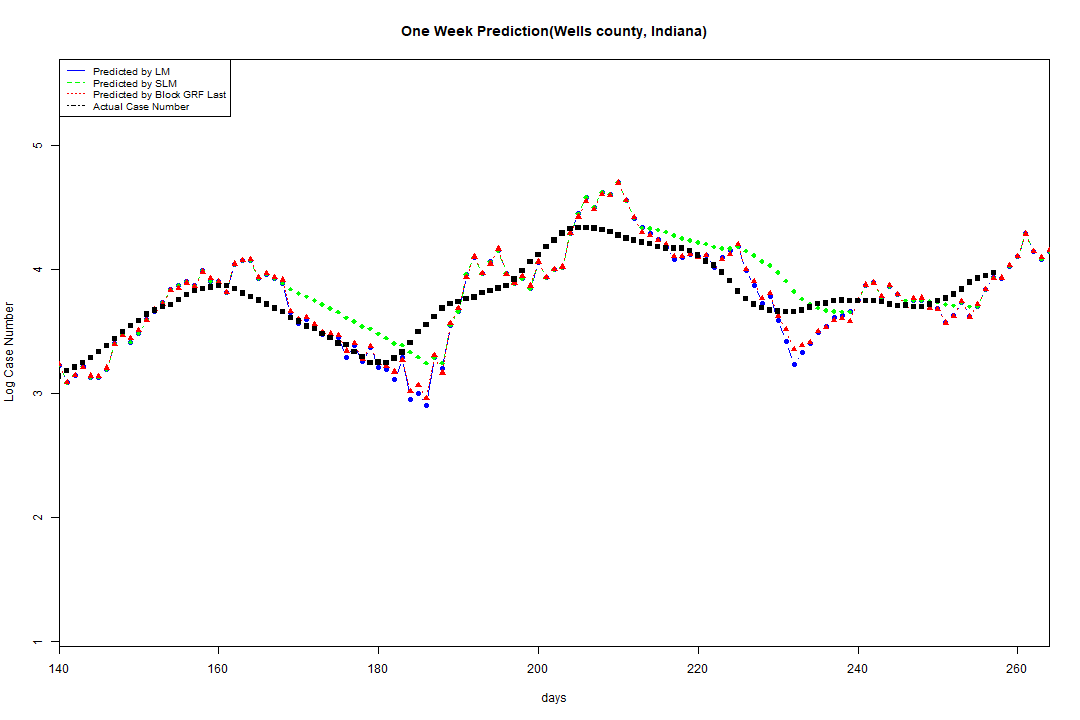 One Week Prediction(Wells county, Indiana)
Predicted by LM
Predicted by SLM
Predicted by Block GRF Last
Actual Case Number
5
4
3
2
1
Log Case Number
140 160 180 200 220 240 260
days